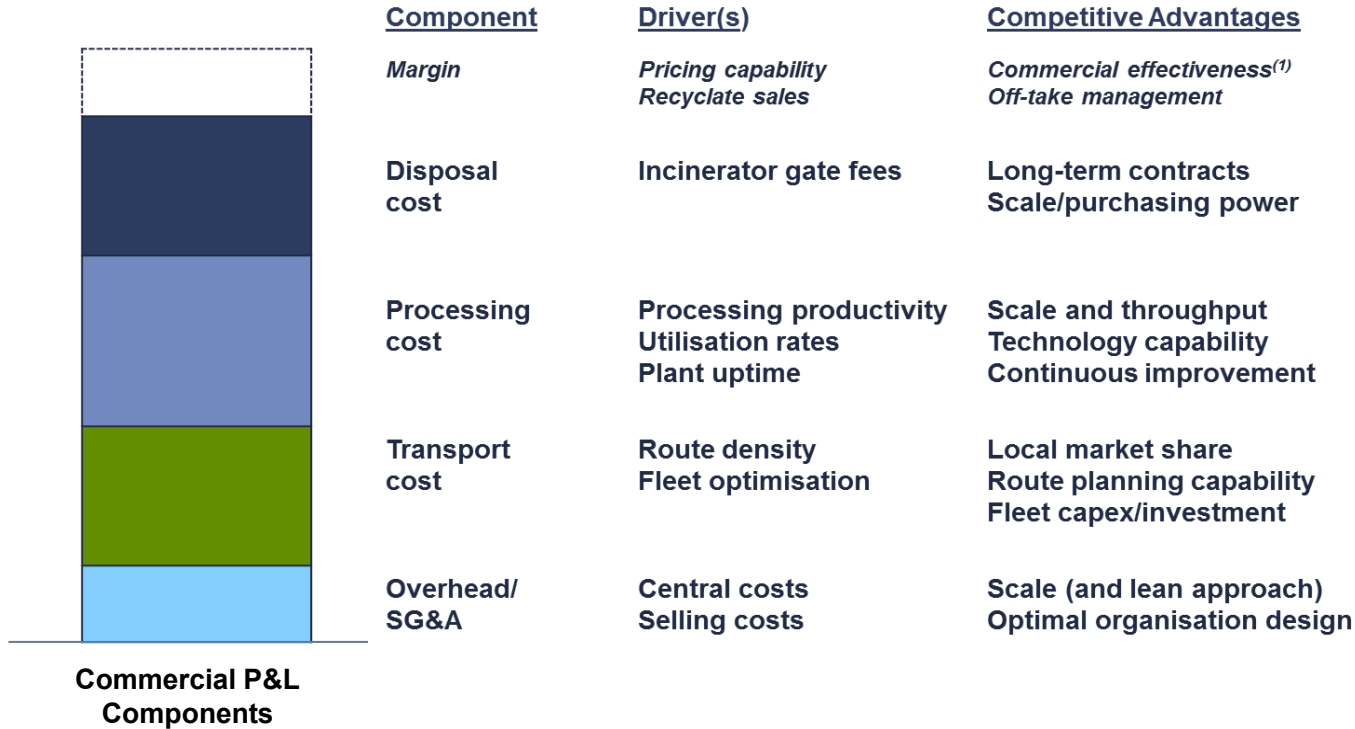 Component Driver(s) Competitive Advantages
Margin Pricing capability Commercial effectiveness(1)
Recyclate sales Off-take management
Disposal Incinerator gate fees Long-term contracts
cost Scale/purchasing power
Processing Processing productivity Scale and throughput
cost Utilisation rates Technology capability
Plant uptime Continuous improvement
Transport Route density Local market share
cost Fleet optimisation Route planning capability
Fleet capex/investment
Overhead/ Central costs Scale (and lean approach)
SG&A Selling costs Optimal organisation design
Commercial P&L
Components